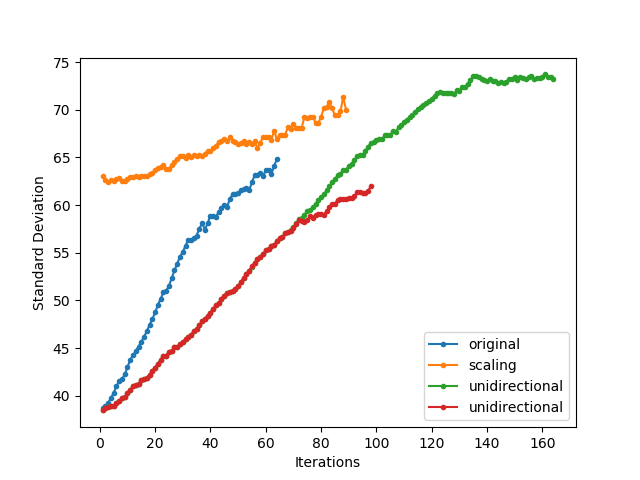 75
70
65
60
55
50
45
40
Standard Deviation
0 20 40 60 80 100 120 140 160
Iterations
original
scaling
unidirectional
unidirectional